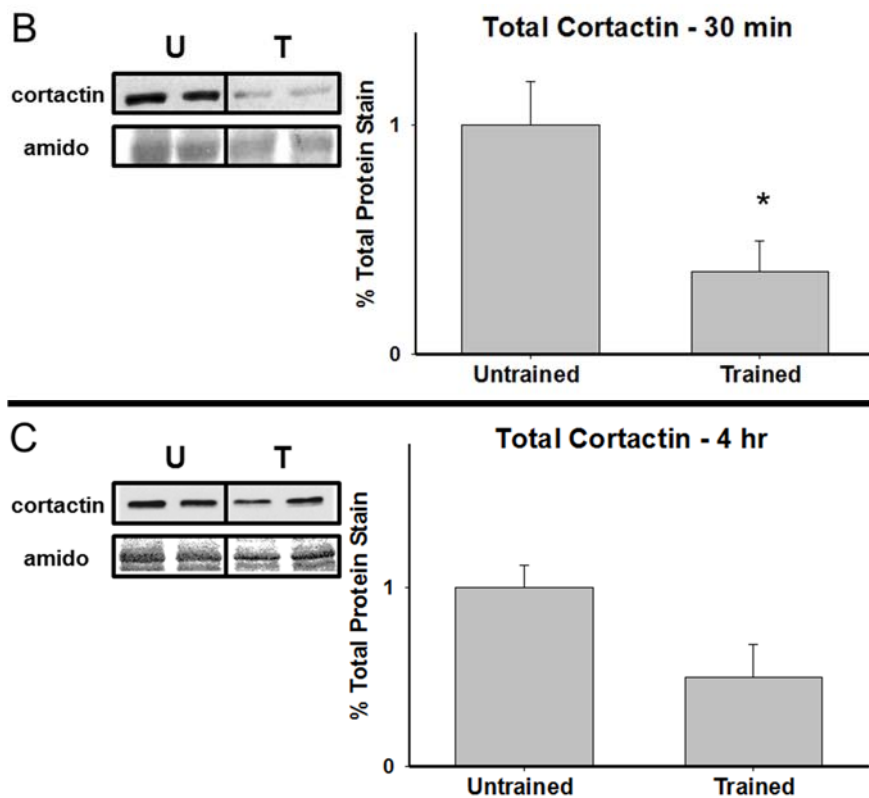 B
U T
cortactin
amido
Total Cortactin - 30 min
% Total Protein Stain
1
*
0
Untrained Trained
C
U T
cortactin
amido
Total Cortactin - 4 hr
% Total Protein Stain
1
0
Untrained Trained